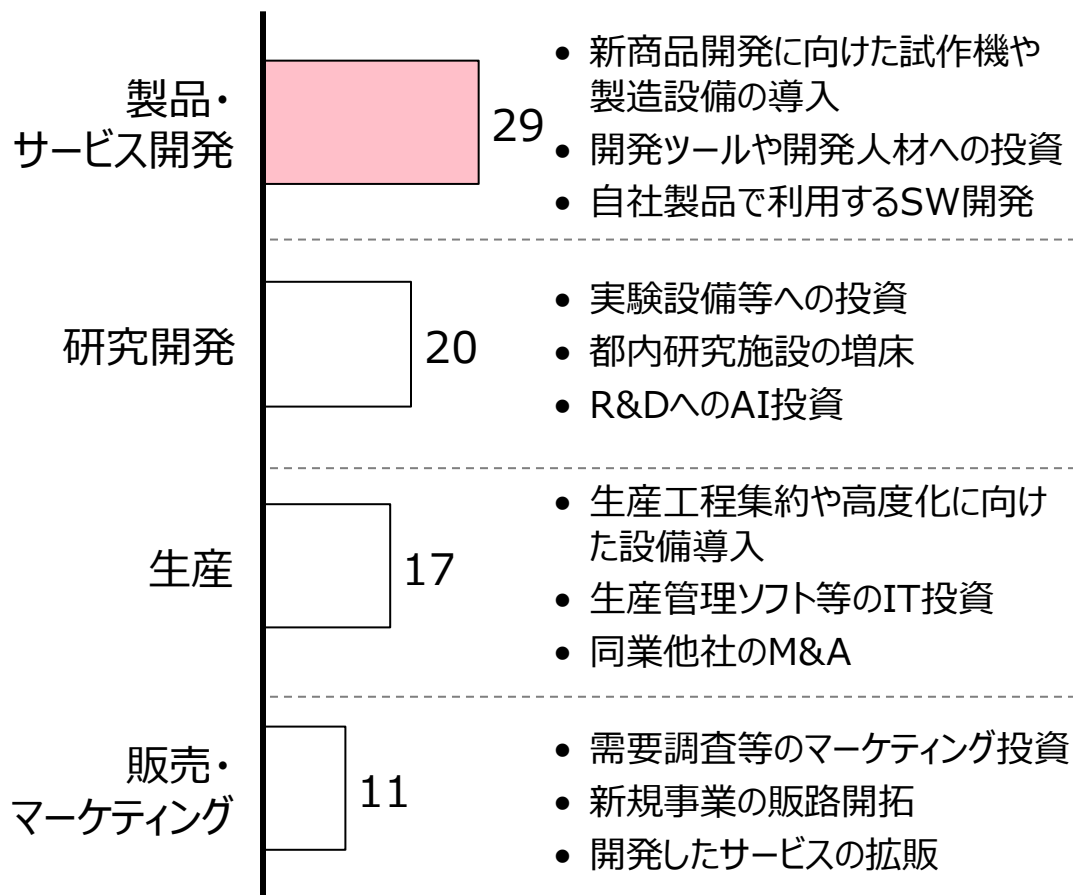 製品・
サービス開発
29
• 新商品開発に向けた試作機や
製造設備の導入
• 開発ツールや開発人材への投資
• 自社製品で利用するSW開発
研究開発
20
• 実験設備等への投資
• 都内研究施設の増床
• R&DへのAI投資
生産
17
• 生産工程集約や高度化に向け
た設備導入
• 生産管理ソフト等のIT投資
• 同業他社のM&A
販売・
マーケティング
11
• 需要調査等のマーケティング投資
• 新規事業の販路開拓
• 開発したサービスの拡販